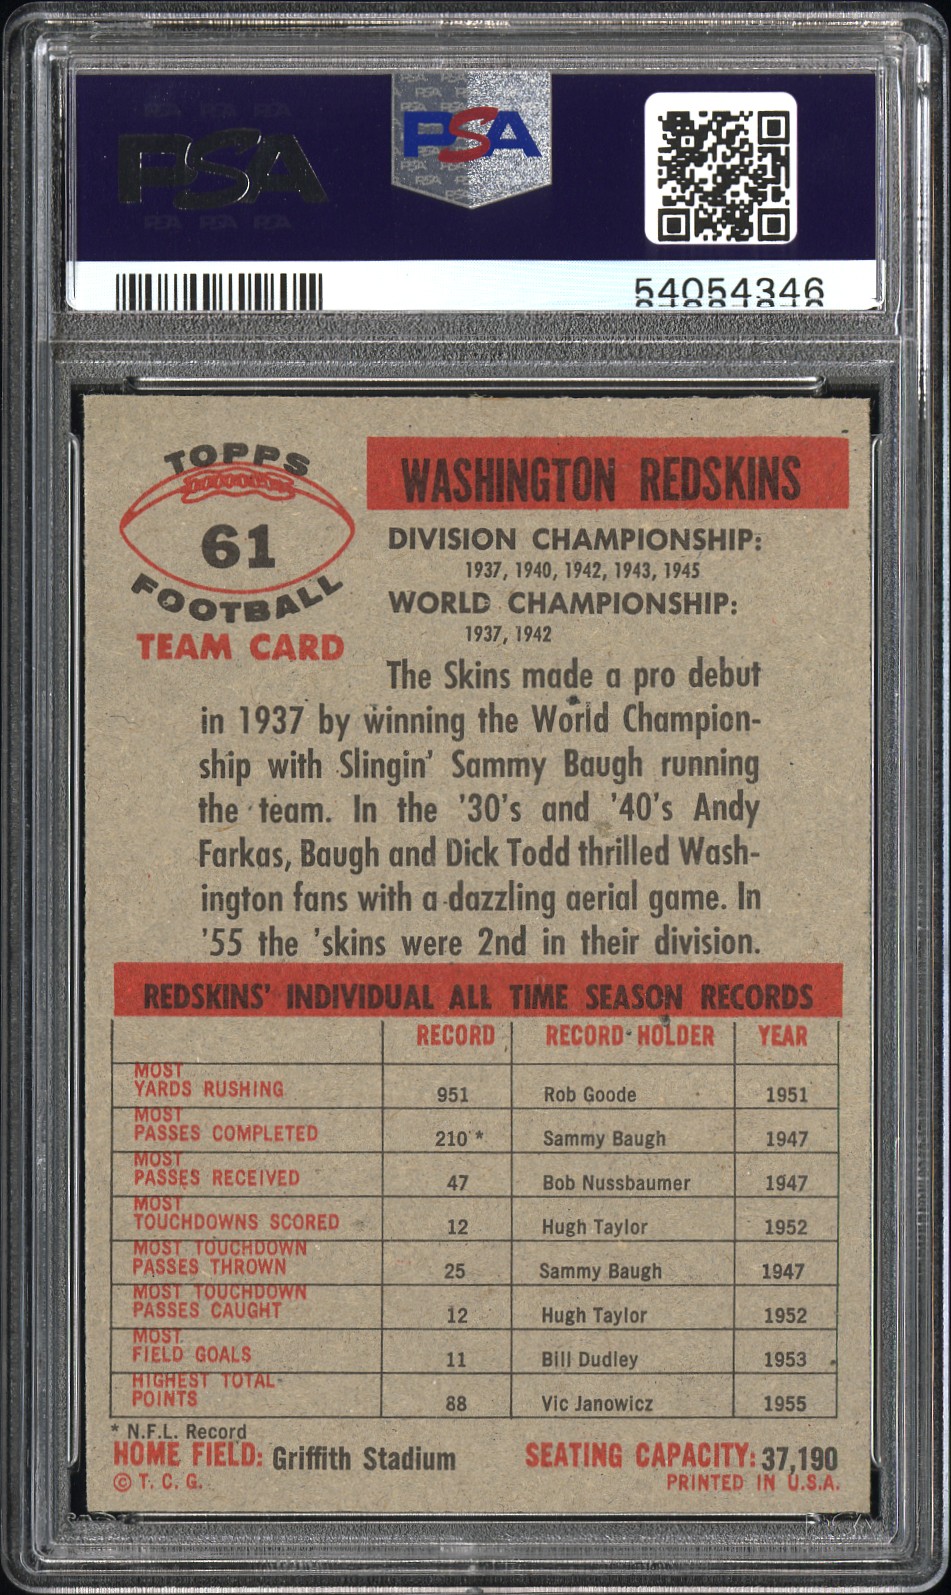 PSA
PSA
54054346
TOPPS
61
FOOTBALL
TEAM CARD
WASHINGTON REDSKINS
DIVISION CHAMPIONSHIP:
1937, 1940, 1942, 1943, 1945
WORLD CHAMPIONSHIP:
1937, 1942
The Skins made a pro debut
in 1937 by winning the World Champion-
ship with Slingin' Sammy Baugh running
the team. In the '30's and '40's Andy
Farkas, Baugh and Dick Todd thrilled Wash-
ington fans with a dazzling aerial game. In
'55 the 'skins were 2nd in their division.
REDSKINS' INDIVIDUAL ALL TIME SEASON RECORDS
RECORD RECORD HOLDER YEAR
MOST
YARDS RUSHING 951 Rob Goode 1951
MOST
PASSES COMPLETED 210 * Sammy Baugh 1947
MOST
PASSES RECEIVED 47 Bob Nussbaumer 1947
MOST
TOUCHDOWNS SCORED 12 Hugh Taylor 1952
MOST TOUCHDOWN
PASSES THROWN 25 Sammy Baugh 1947
MOST TOUCHDOWN
PASSES CAUGHT 12 Hugh Taylor 1952
MOST
FIELD GOALS 11 Bill Dudley 1953
HIGHEST TOTAL
POINTS 88 Vic Janowicz 1955
* N.F.L. Record
HOME FIELD: Griffith Stadium SEATING CAPACITY: 37,190
© T. C. G. PRINTED IN U.S.A.